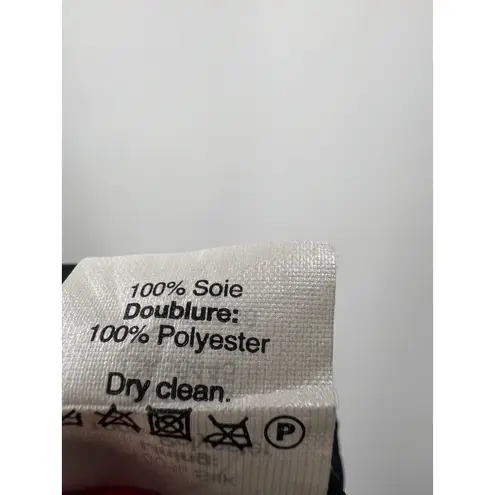 100% Soie
Doublure:
100% Polyester
Dry clean.
P